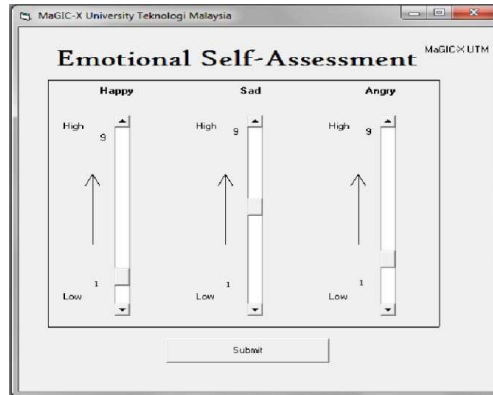 MaGIC-X University Teknologi Malaysia
Emotional Self-Assessment
MaGIC-X UTM
Happy Sad Angry
High 9 High 9 High 9
Low 1 Low 1 Low 1
Submit